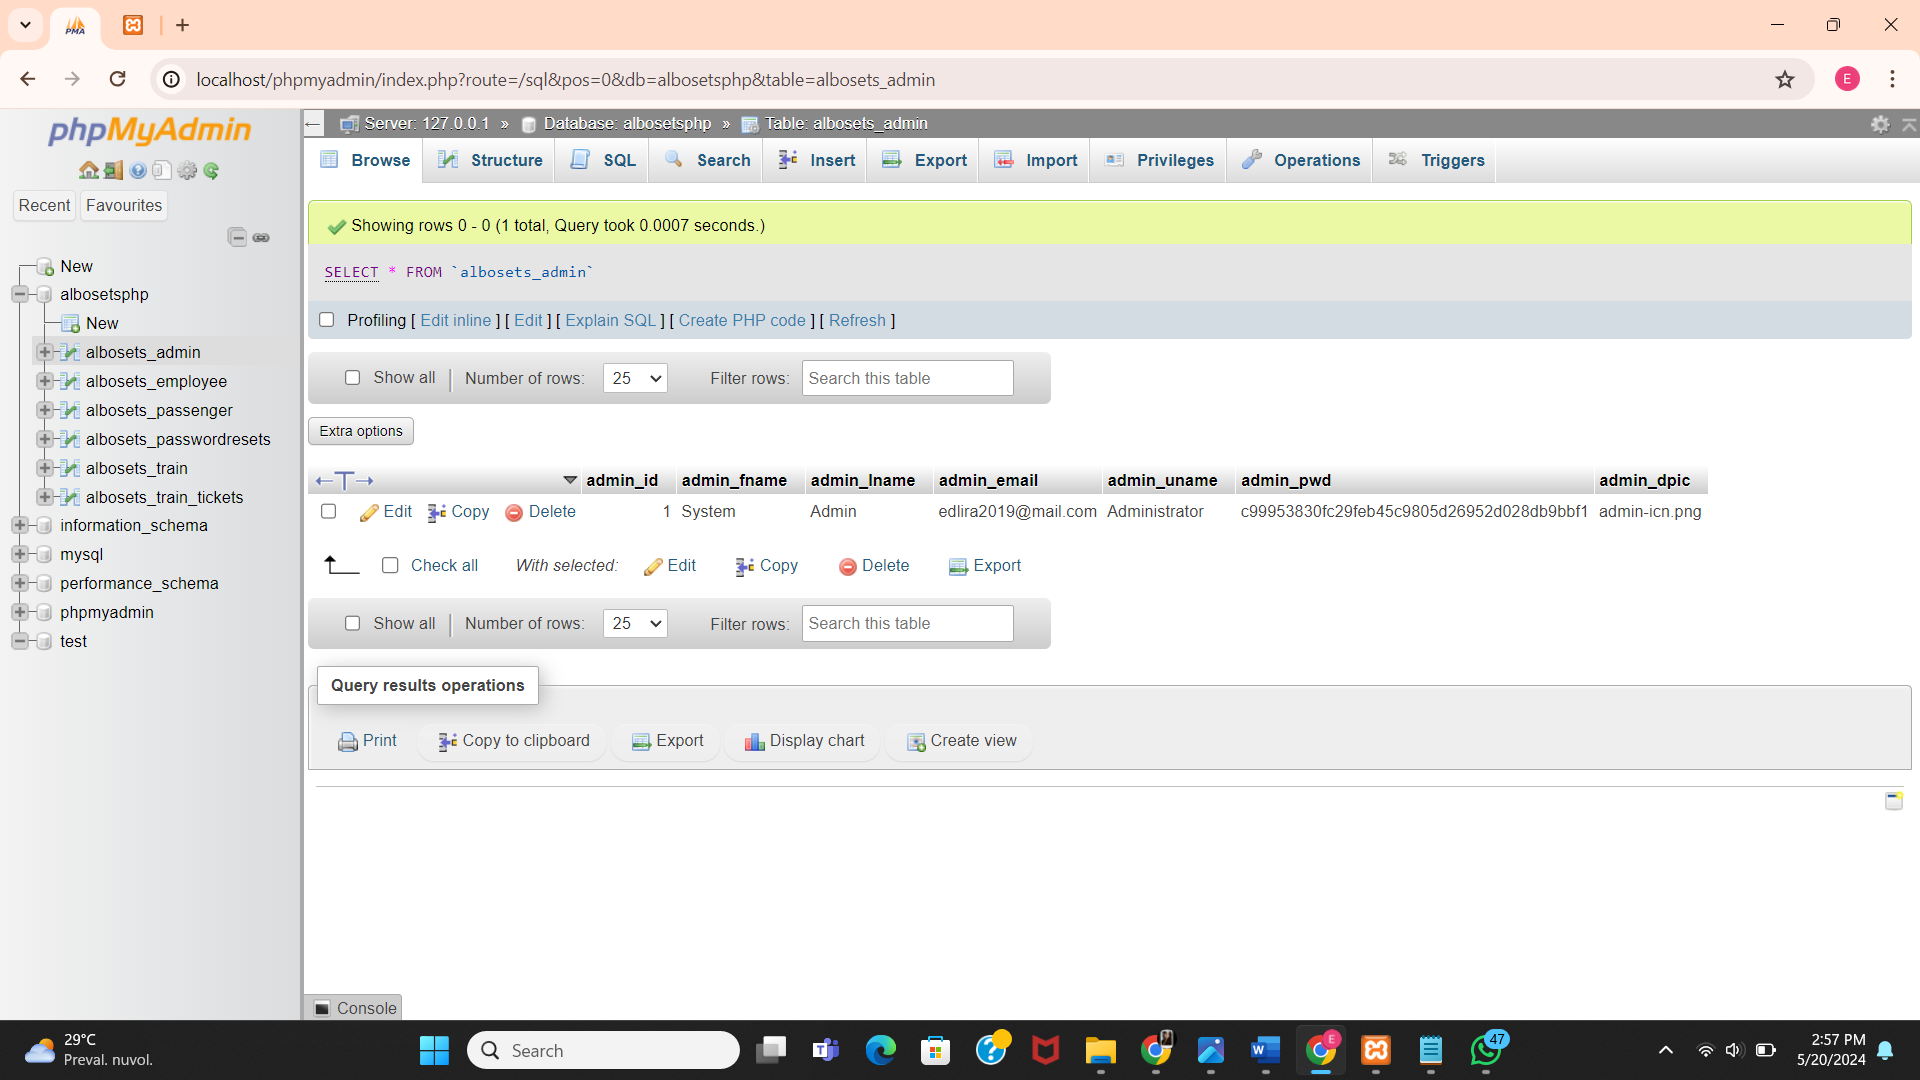 PMA
localhost/phpmyadmin/index.php?route=/sql&pos=0&db=albosetsphp&table=albosets_admin
E
phpMyAdmin
Recent Favourites
New
albosetsphp
New
albosets_admin
albosets_employee
albosets_passenger
albosets_passwordresets
albosets_train
albosets_train_tickets
information_schema
mysql
performance_schema
phpmyadmin
test
Server: 127.0.0.1 » Database: albosetsphp » Table: albosets_admin
Browse Structure SQL Search Insert Export Import Privileges Operations Triggers
Showing rows 0 - 0 (1 total, Query took 0.0007 seconds.)
SELECT * FROM `albosets_admin`
Profiling [ Edit inline ] [ Edit ] [ Explain SQL ] [ Create PHP code ] [ Refresh ]
Show all Number of rows: 25 Filter rows: Search this table
Extra options
←T→ admin_id admin_fname admin_lname admin_email admin_uname admin_pwd admin_dpic
Edit Copy Delete 1 System Admin edlira2019@mail.com Administrator c99953830fc29feb45c9805d26952d028db9bbf1 admin-icn.png
Check all With selected: Edit Copy Delete Export
Show all Number of rows: 25 Filter rows: Search this table
Query results operations
Print Copy to clipboard Export Display chart Create view
Console
29°C
Preval. nuvol.
Search
E
47
2:57 PM
5/20/2024